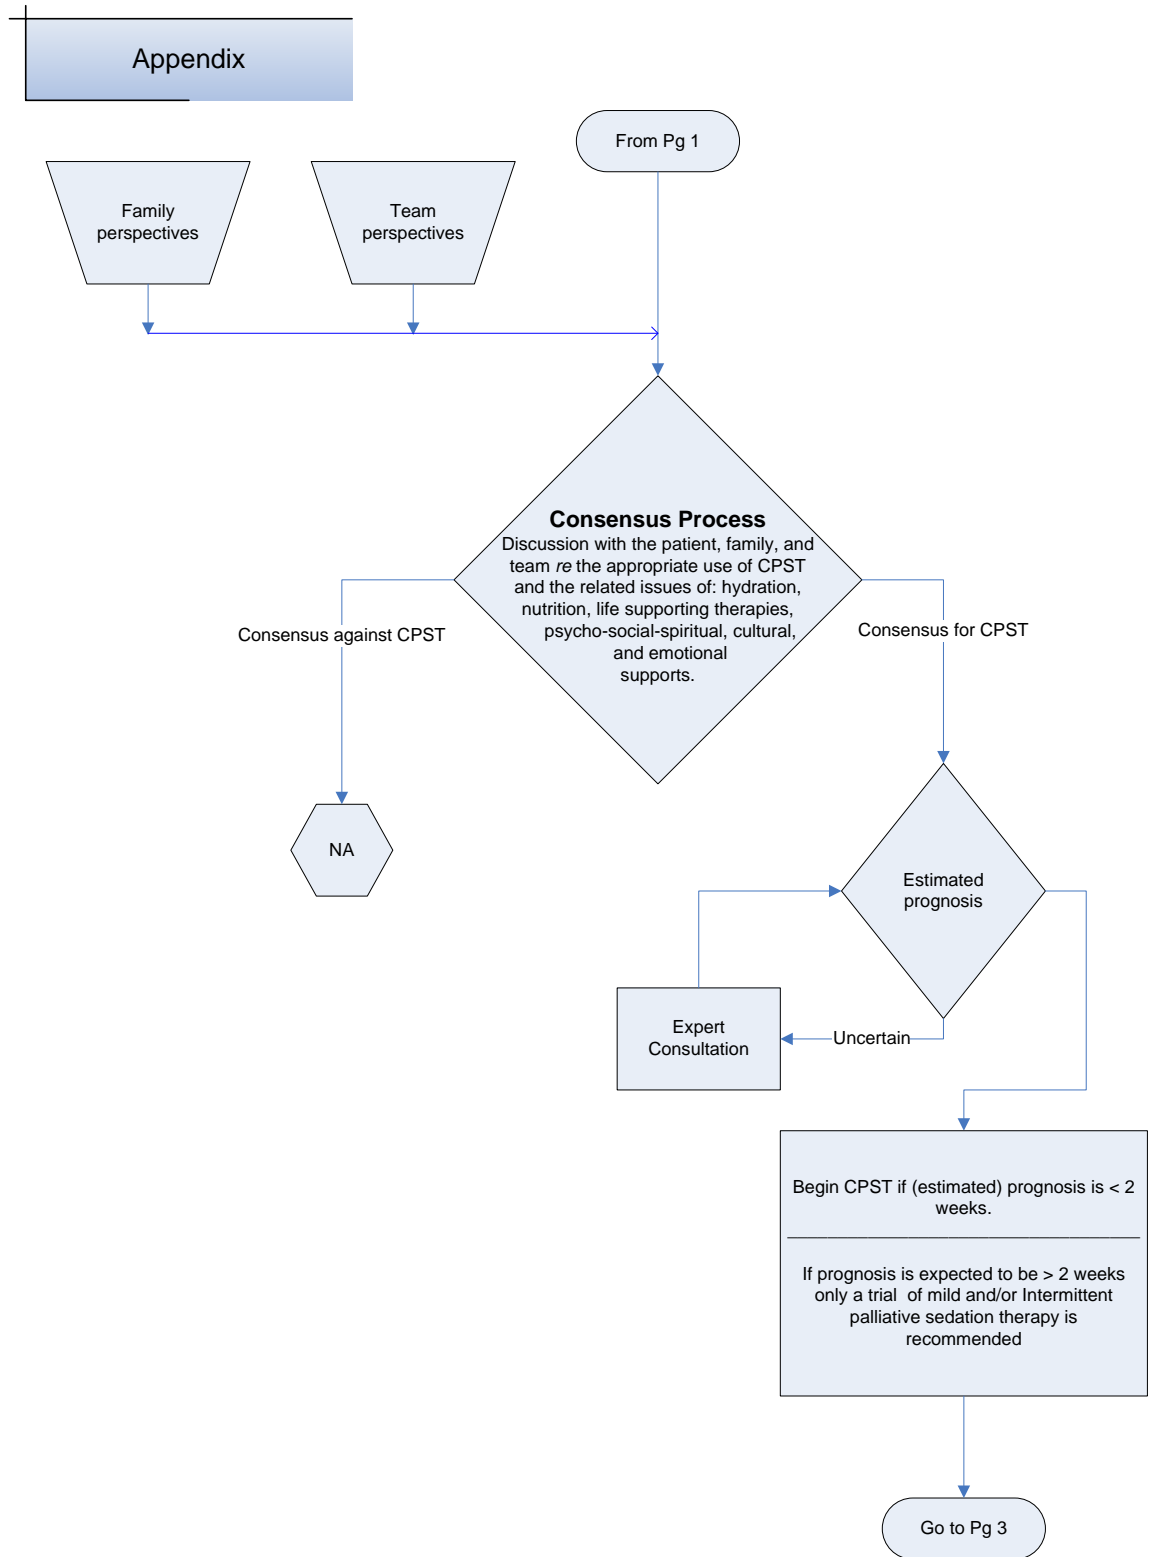 Appendix
From Pg 1
Family
perspectives
Team
perspectives
Consensus Process
Discussion with the patient, family, and
team re the appropriate use of CPST
and the related issues of: hydration,
nutrition, life supporting therapies,
psycho-social-spiritual, cultural,
and emotional
supports.
Consensus against CPST
Consensus for CPST
NA
Estimated
prognosis
Expert
Consultation
Uncertain
Begin CPST if (estimated) prognosis is < 2
weeks.
If prognosis is expected to be > 2 weeks
only a trial of mild and/or Intermittent
palliative sedation therapy is
recommended
Go to Pg 3